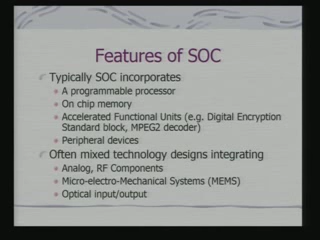 Features of SOC
Typically SOC incorporates
A programmable processor
On chip memory
Accelerated Functional Units (e.g. Digital Encryption
Standard block, MPEG2 decoder)
Peripheral devices
Often mixed technology designs integrating
Analog, RF Components
Micro-electro-Mechanical Systems (MEMS)
Optical input/output